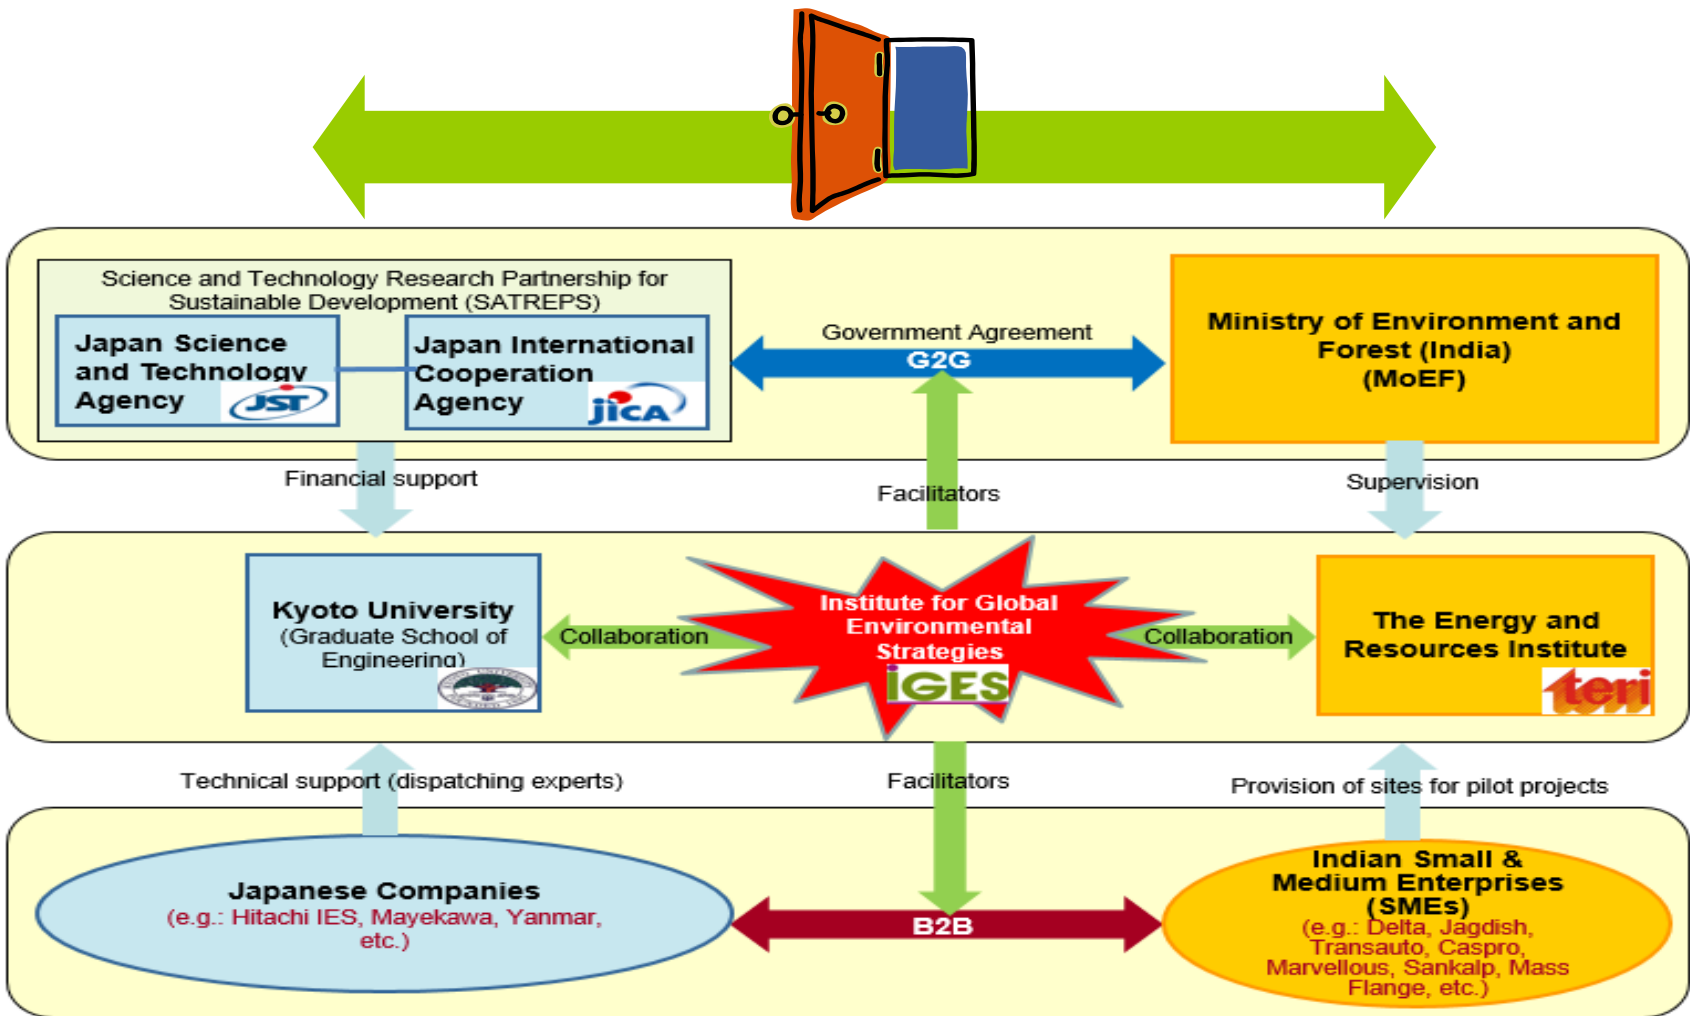 Science and Technology Research Partnership for
Sustainable Development (SATREPS)
Japan Science
and Technology
Agency
JST
Japan International
Cooperation
Agency
jICA
Government Agreement
G2G
Ministry of Environment and
Forest (India)
(MoEF)
Financial support
Facilitators
Supervision
Kyoto University
(Graduate School of
Engineering)
Collaboration
Institute for Global
Environmental
Strategies
iGES
Collaboration
The Energy and
Resources Institute
teri
Technical support (dispatching experts)
Facilitators
Provision of sites for pilot projects
Japanese Companies
(e.g.: Hitachi IES, Mayekawa, Yanmar,
etc.)
B2B
Indian Small &
Medium Enterprises
(SMEs)
(e.g.: Delta, Jagdish,
Transauto, Caspro,
Marvellous, Sankalp, Mass
Flange, etc.)